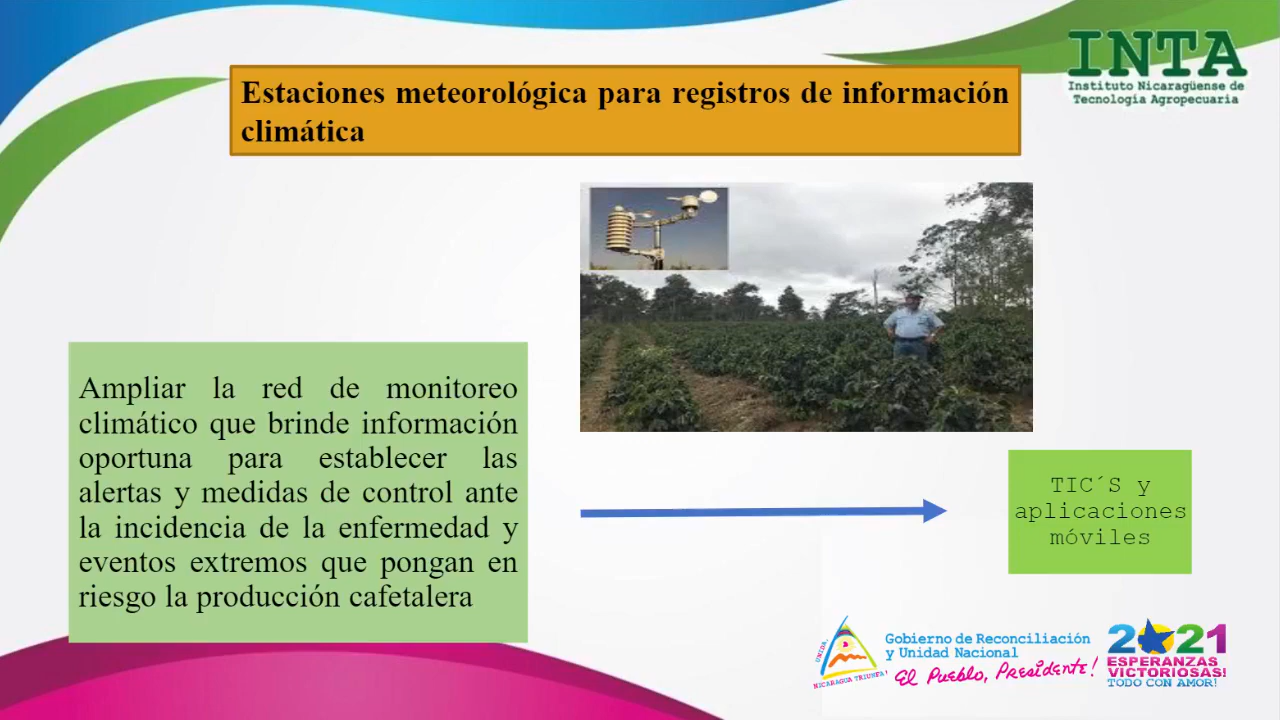 INTA
Instituto Nicaragüense de
Tecnología Agropecuaria
Estaciones meteorológica para registros de información
climática
Ampliar la red de monitoreo
climático que brinde información
oportuna para establecer las
alertas y medidas de control ante
la incidencia de la enfermedad y
eventos extremos que pongan en
riesgo la producción cafetalera
TIC´S y
aplicaciones
móviles
UNIDA,
NICARAGUA TRIUNFA!
Gobierno de Reconciliación
y Unidad Nacional
El Pueblo, Presidente!
2021
ESPERANZAS
VICTORIOSAS!
TODO CON AMOR!